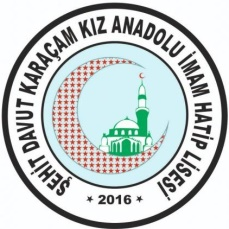 ŞEHİT DAVUT KARAÇAM KIZ ANADOLU İMAM HATİP LİSESİ
* 2016 *